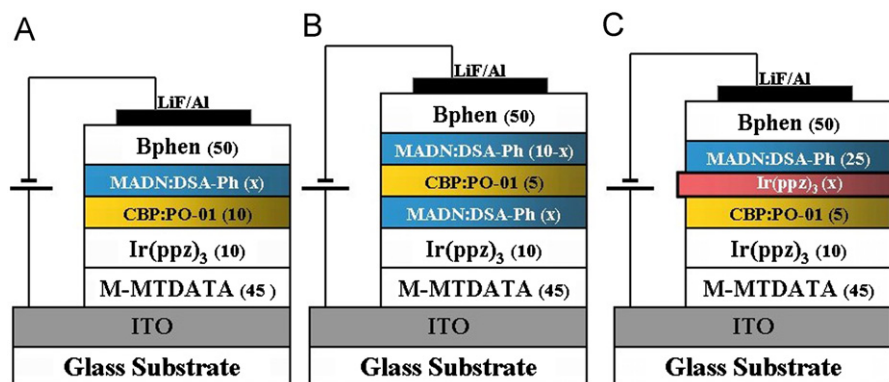 A
LiF/Al
Bphen (50)
MADN:DSA-Ph (x)
CBP:PO-01 (10)
Ir(ppz)₃ (10)
M-MTDATA (45 )
ITO
Glass Substrate
B
LiF/Al
Bphen (50)
MADN:DSA-Ph (10-x)
CBP:PO-01 (5)
MADN:DSA-Ph (x)
Ir(ppz)₃ (10)
M-MTDATA (45)
ITO
Glass Substrate
C
LiF/Al
Bphen (50)
MADN:DSA-Ph (25)
Ir(ppz)₃ (x)
CBP:PO-01 (5)
Ir(ppz)₃ (10)
M-MTDATA (45)
ITO
Glass Substrate